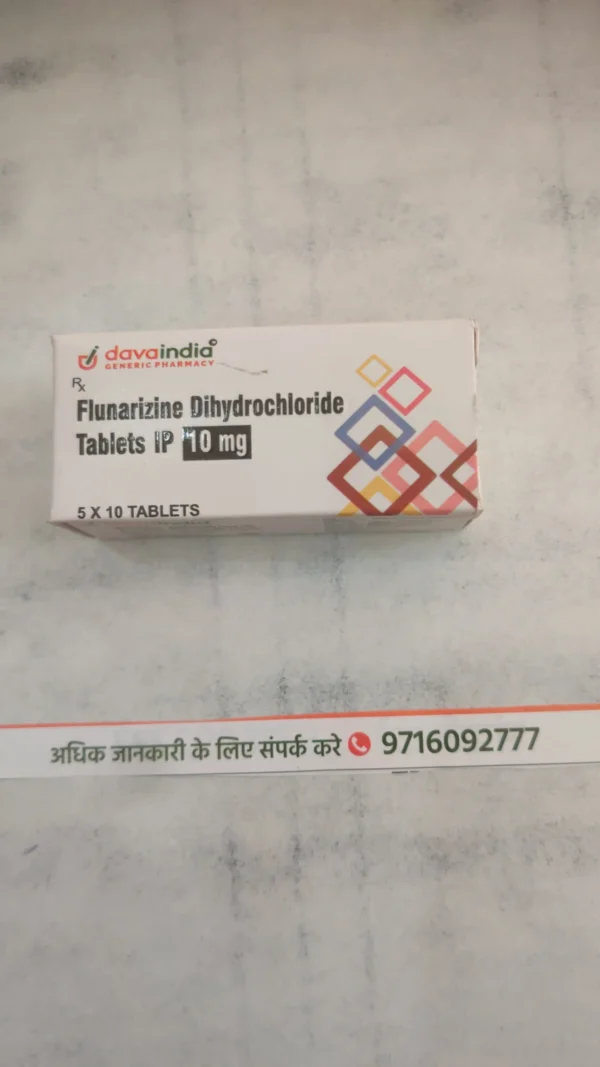 davaindia
GENERIC PHARMACY
Rx
Flunarizine Dihydrochloride
Tablets IP 10 mg
5 X 10 TABLETS
अधिक जानकारी के लिए संपर्क करे 9716092777